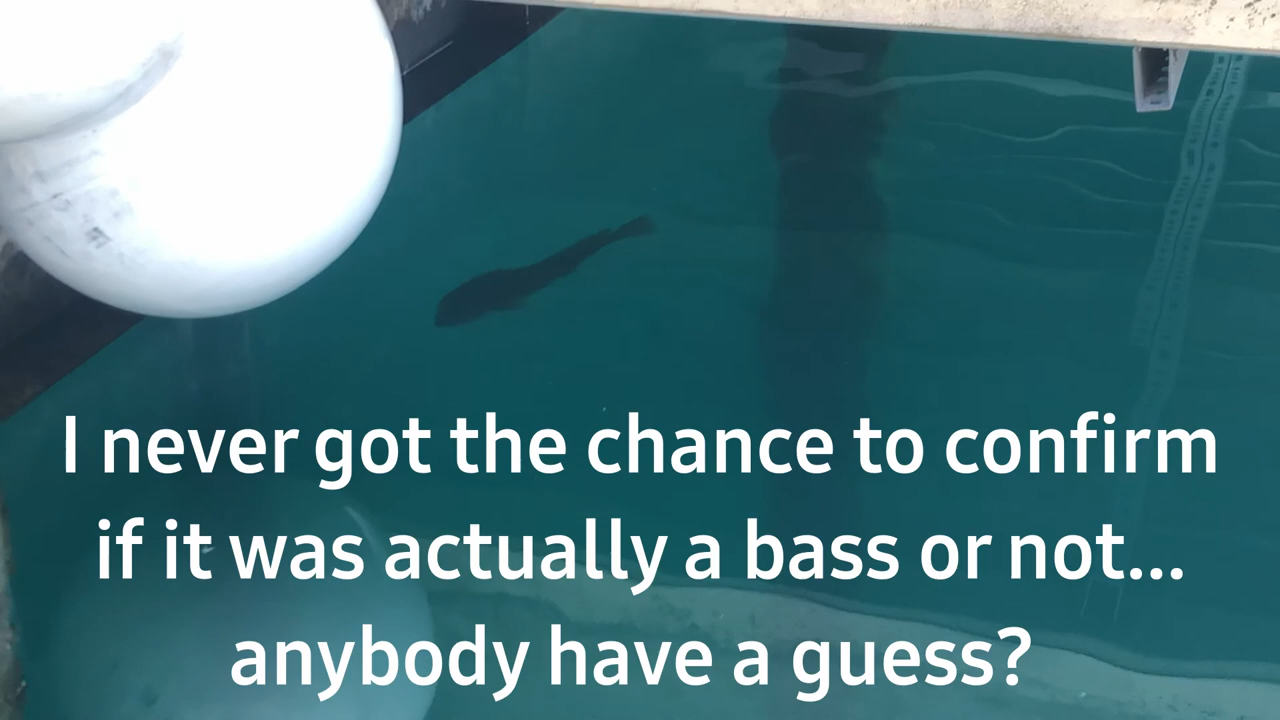 I never got the chance to confirm
if it was actually a bass or not...
anybody have a guess?